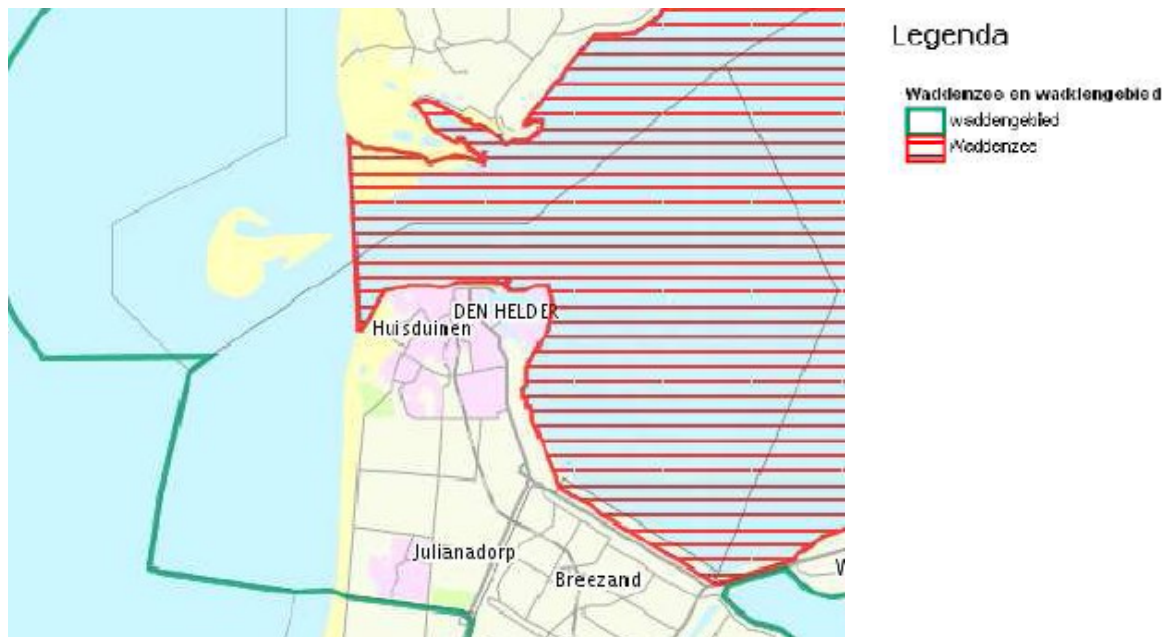 Legenda
Waddenzee en waddengebied
waddengebied
Waddenzee
DEN HELDER
Huisduinen
Julianadorp
Breezand
W